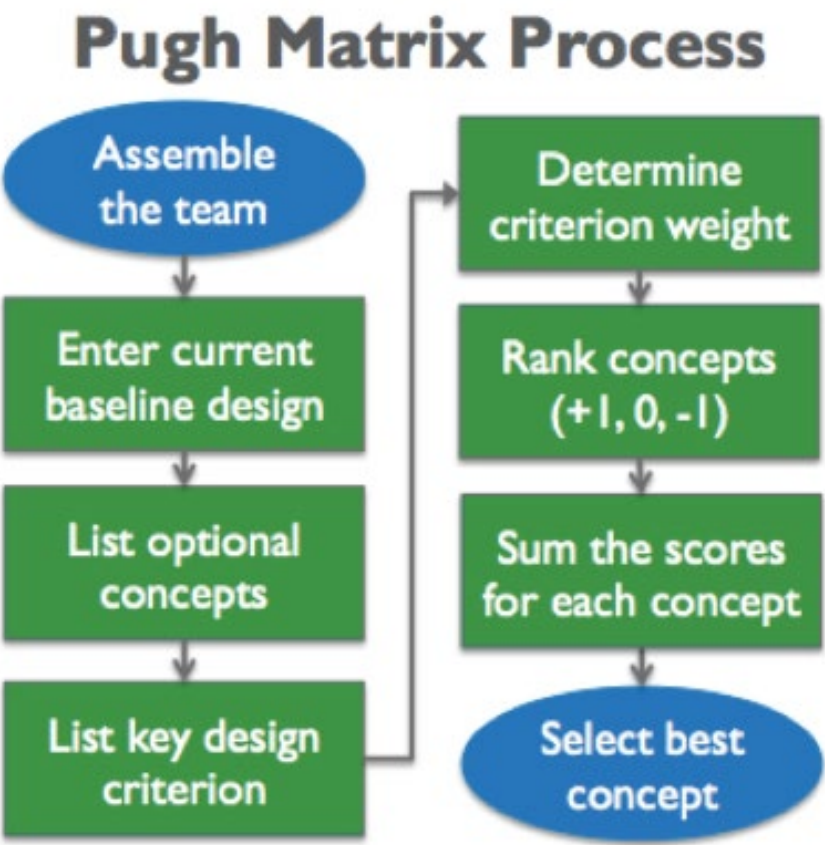 Pugh Matrix Process
Assemble
the team
Enter current
baseline design
List optional
concepts
List key design
criterion
Determine
criterion weight
Rank concepts
(+1, 0, -1)
Sum the scores
for each concept
Select best
concept